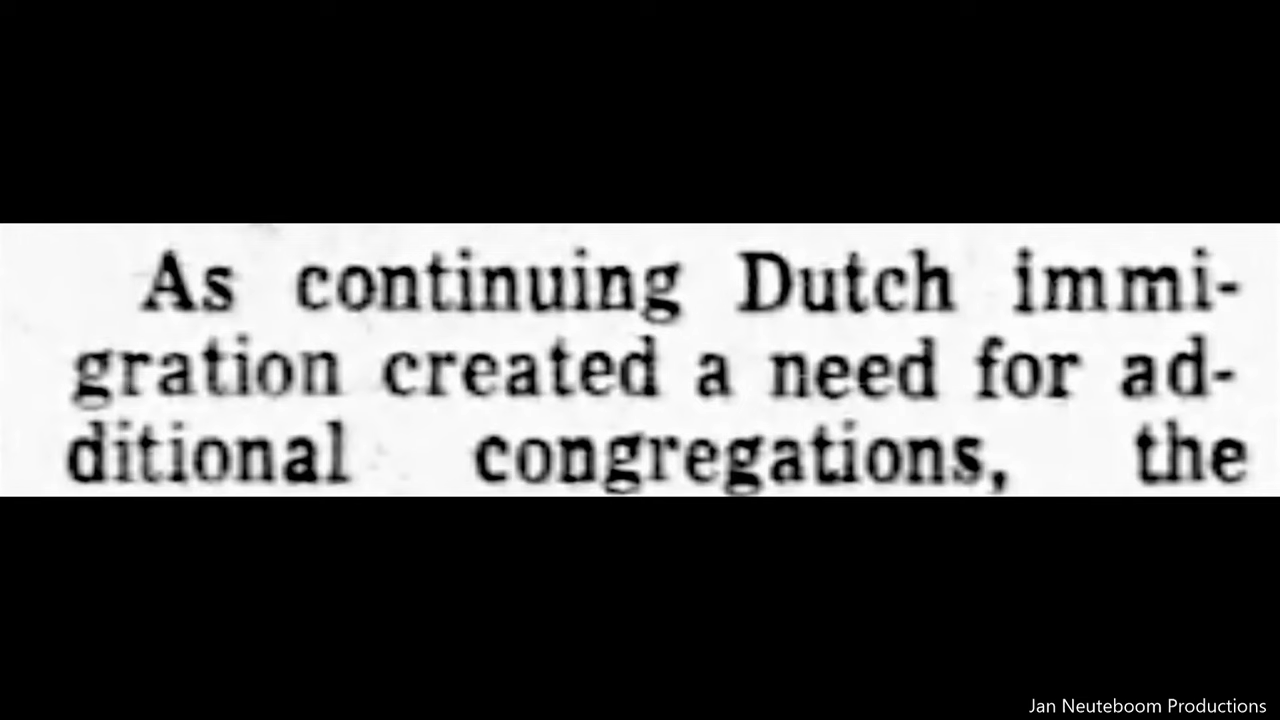 As continuing Dutch immi-
gration created a need for ad-
ditional congregations, the
Jan Neuteboom Productions